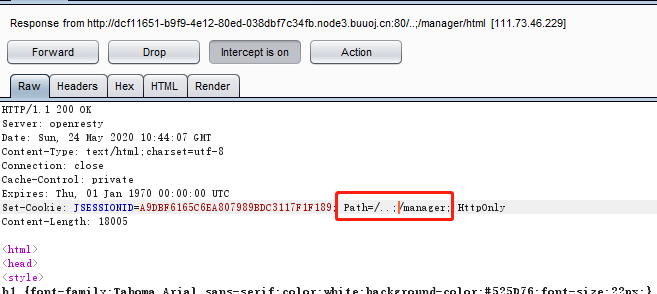 Response from http://dcf11651-b9f9-4e12-80ed-038dbf7c34fb.node3.buuoj.cn:80/..;/manager/html [111.73.46.229]
Forward Drop Intercept is on Action
Raw Headers Hex HTML Render
HTTP/1.1 200 OK
Server: openresty
Date: Sun, 24 May 2020 10:44:07 GMT
Content-Type: text/html;charset=utf-8
Connection: close
Cache-Control: private
Expires: Thu, 01 Jan 1970 00:00:00 UTC
Set-Cookie: JSESSIONID=A9DBF6165C6EA807989BDC3117F1F189; Path=/..;/manager; HttpOnly
Content-Length: 18005
<html>
<head>
<style>
h1 {font-family:Tahoma,Arial,sans-serif;color:white;background-color:#525D76;font-size:22px;}